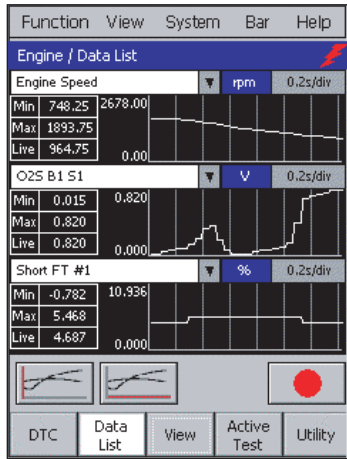 Function View System Bar Help
Engine / Data List
Engine Speed rpm 0.2s/div
Min 748.25 2678.00
Max 1893.75
Live 964.75 0.00
O2S B1 S1 V 0.2s/div
Min 0.015 0.820
Max 0.820
Live 0.820 0.000
Short FT #1 % 0.2s/div
Min -0.782 10.936
Max 5.468
Live 4.687 0.000
DTC Data List View Active Test Utility